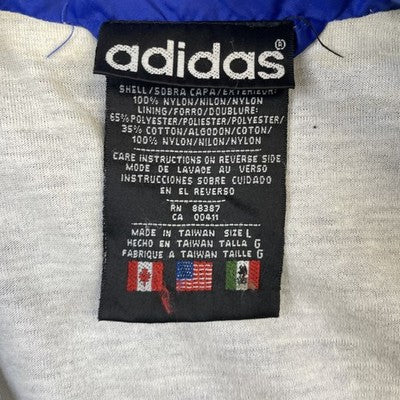 adidas®
SHELL/SOBRA CAPA/EXTERIEUR:
100% NYLON/NILON/NYLON
LINING/FORRO/DOUBLURE:
65% POLYESTER/POLIESTER/POLYESTER/
35% COTTON/ALGODON/COTON/
100% NYLON/NILON/NYLON
CARE INSTRUCTIONS ON REVERSE SIDE
MODE DE LAVAGE AU VERSO
INSTRUCCIONES SOBRE CUIDADO
EN EL REVERSO
RN 88387
CA 00411
MADE IN TAIWAN SIZE L
HECHO EN TAIWAN TALLA G
FABRIQUE A TAIWAN TAILLE G